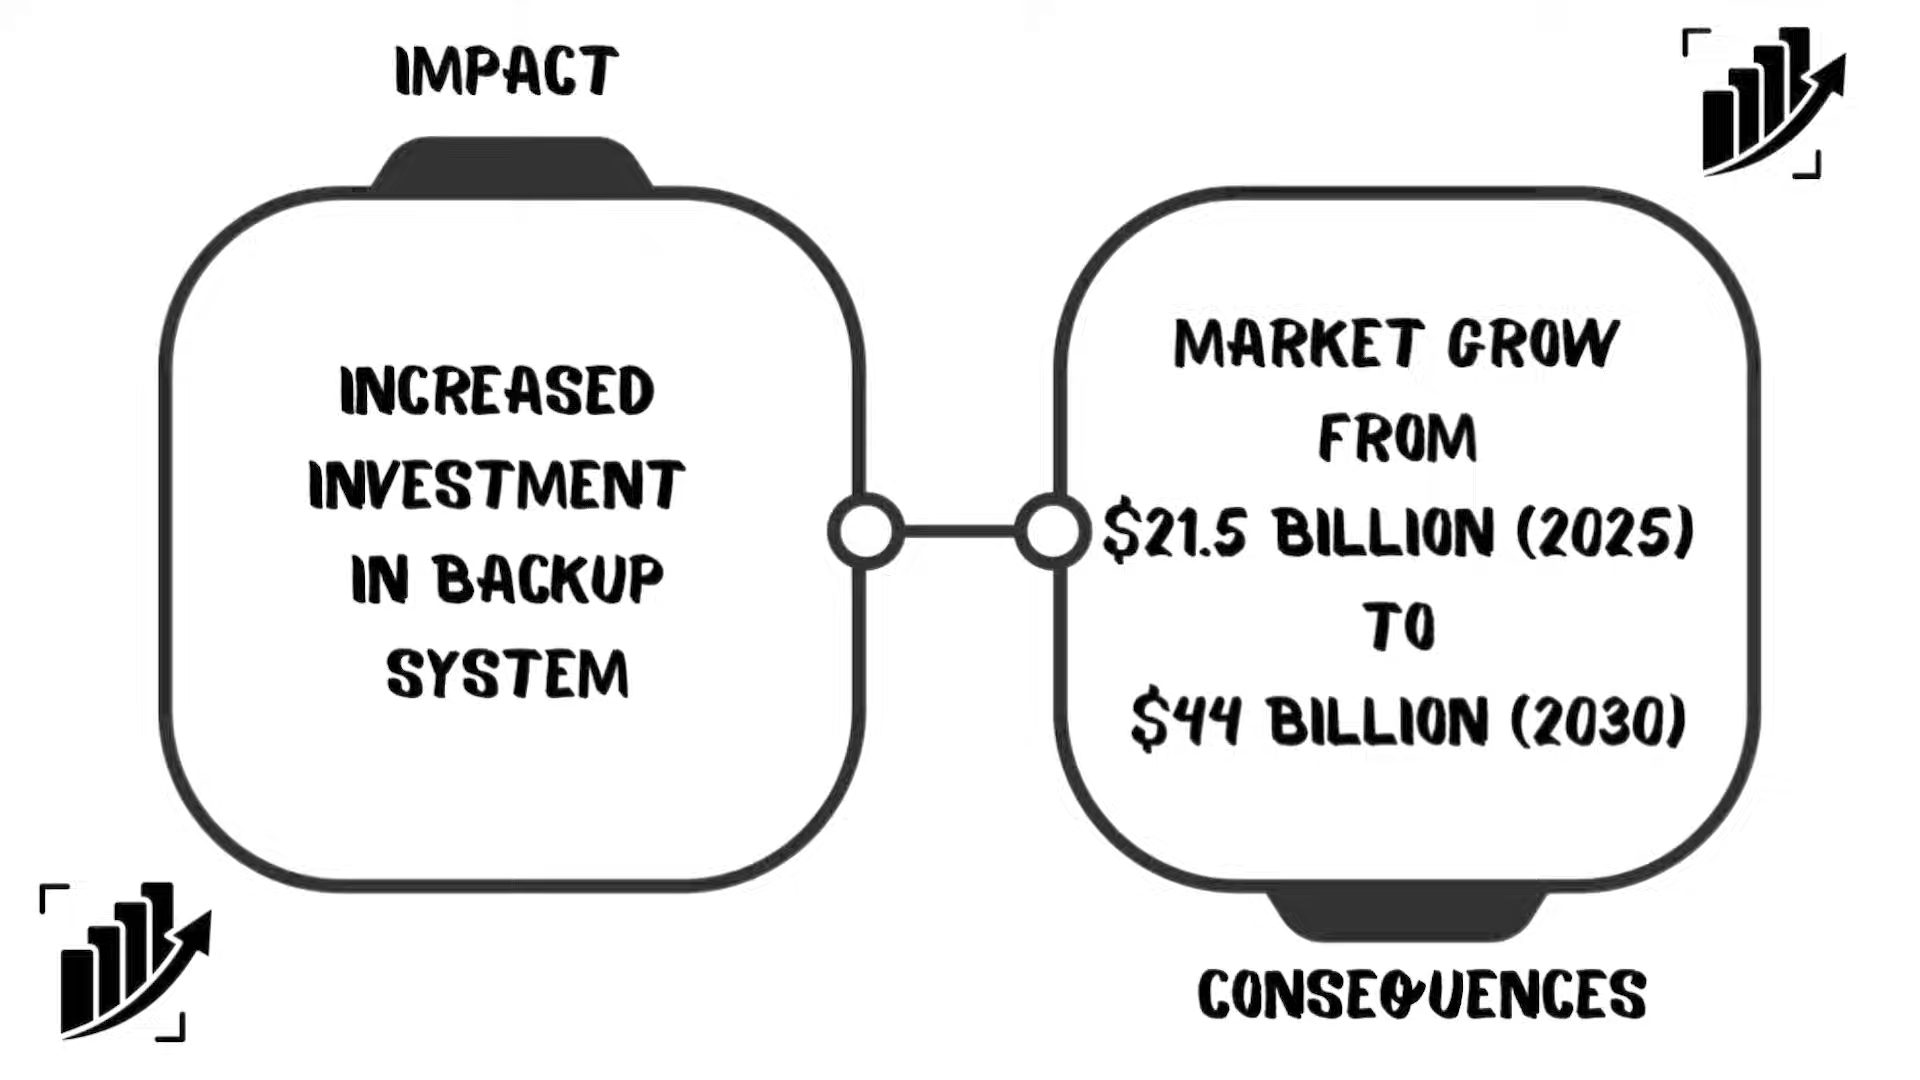 IMPACT
INCREASED
INVESTMENT
IN BACKUP
SYSTEM
MARKET GROW
FROM
$21.5 BILLION (2025)
TO
$44 BILLION (2030)
CONSEQUENCES